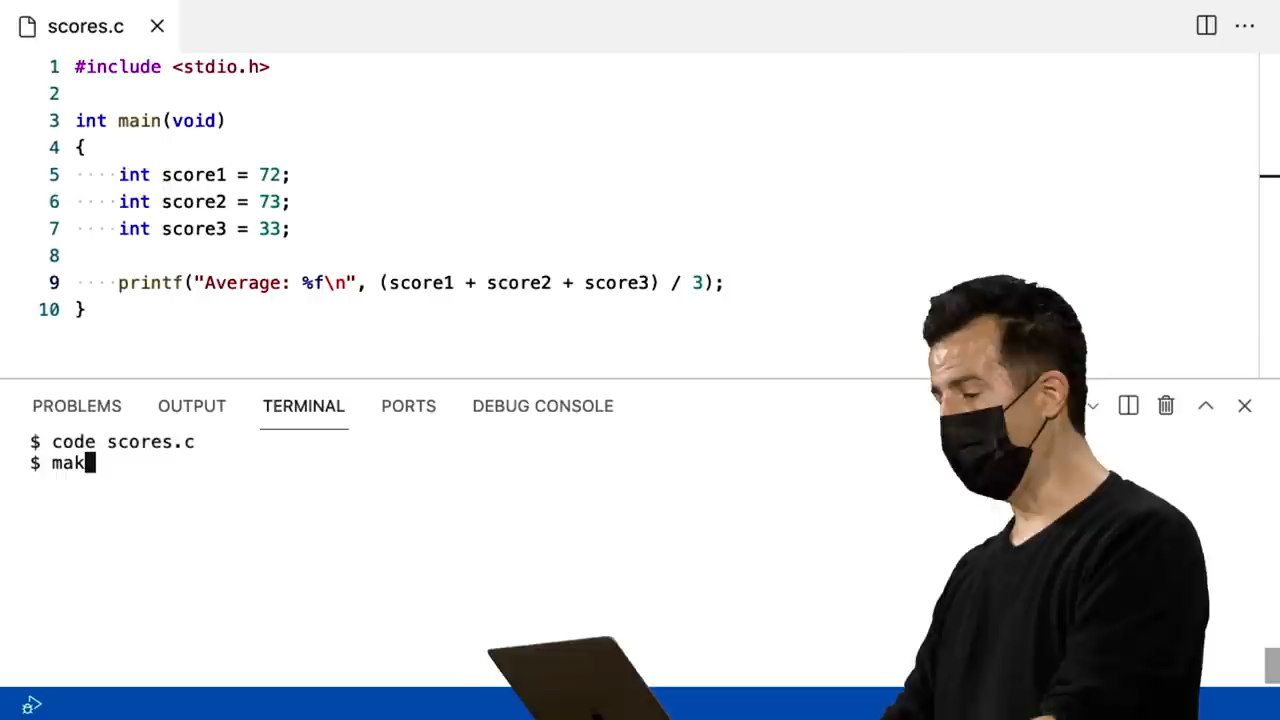 scores.c
1 #include <stdio.h>
2
3 int main(void)
4 {
5 int score1 = 72;
6 int score2 = 73;
7 int score3 = 33;
8
9 printf("Average: %f\n", (score1 + score2 + score3) / 3);
10 }
PROBLEMS OUTPUT TERMINAL PORTS DEBUG CONSOLE
$ code scores.c
$ mak